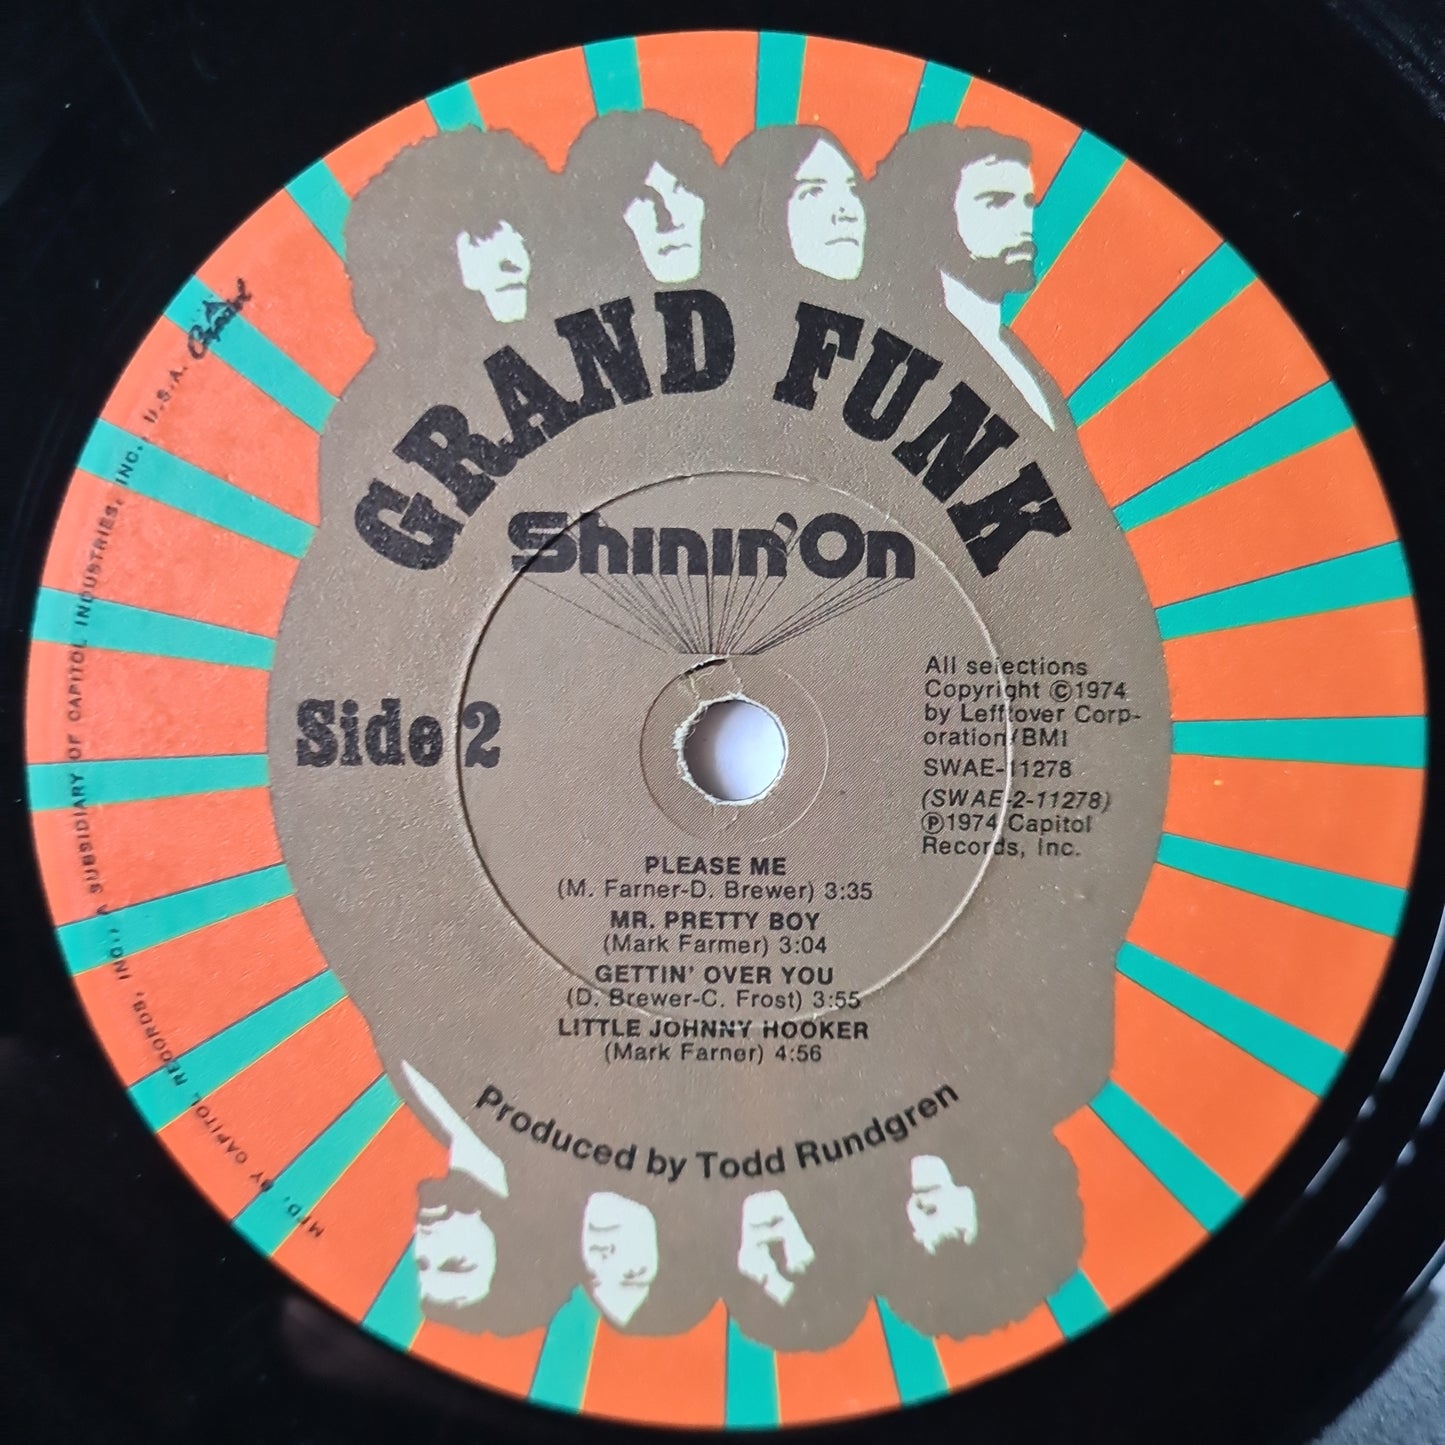 GRAND FUNK
Shinin' On
Side 2
All selections
Copyright ©1974
by Lefftover Corp-
oration/BMI
SWAE-11278
(SWAE-2-11278)
℗1974 Capitol
Records, Inc.
PLEASE ME
(M. Farner-D. Brewer) 3:35
MR. PRETTY BOY
(Mark Farmer) 3:04
GETTIN' OVER YOU
(D. Brewer-C. Frost) 3:55
LITTLE JOHNNY HOOKER
(Mark Farner) 4:56
Produced by Todd Rundgren
MFD. BY CAPITOL RECORDS, INC., A SUBSIDIARY OF CAPITOL INDUSTRIES, INC., U.S.A. Capitol